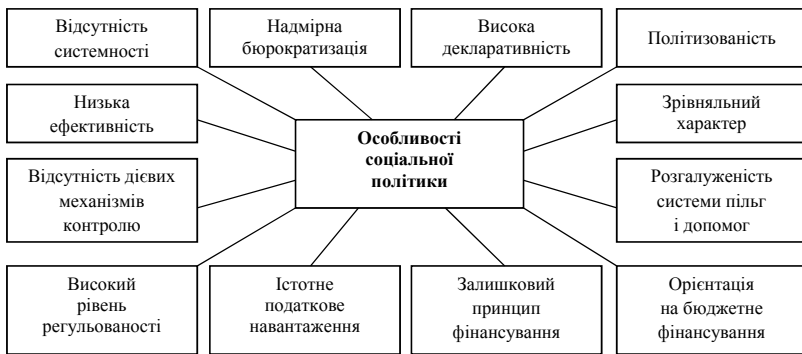 Відсутність
системності
Надмірна
бюрократизація
Висока
декларативність
Політизованість
Низька
ефективність
Особливості
соціальної
політики
Зрівняльний
характер
Відсутність дієвих
механізмів
контролю
Розгалуженість
системи пільг
і допомог
Високий
рівень
регульованості
Істотне
податкове
навантаження
Залишковий
принцип
фінансування
Орієнтація
на бюджетне
фінансування